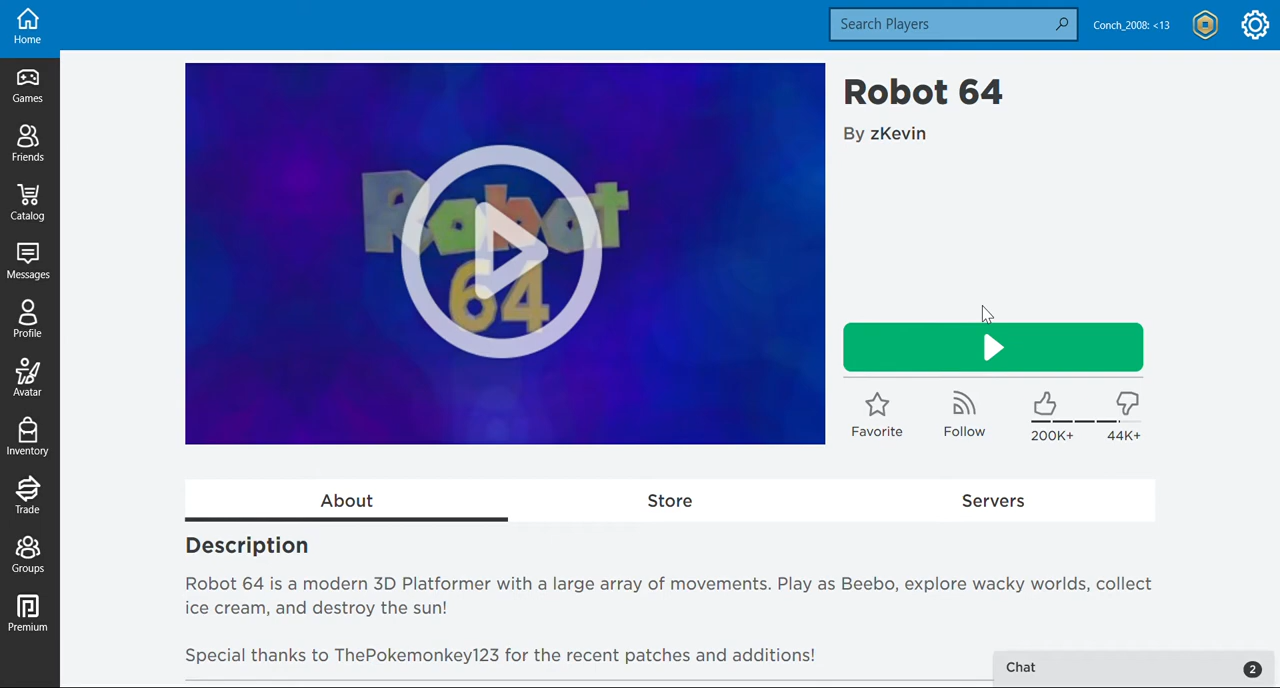 Home
Games
Friends
Catalog
Messages
Profile
Avatar
Inventory
Trade
Groups
Premium
Search Players
Conch_2008: <13
Robot
64
Robot 64
By zKevin
Favorite
Follow
200K+
44K+
About
Store
Servers
Description
Robot 64 is a modern 3D Platformer with a large array of movements. Play as Beebo, explore wacky worlds, collect
ice cream, and destroy the sun!
Special thanks to ThePokemonkey123 for the recent patches and additions!
Chat
2